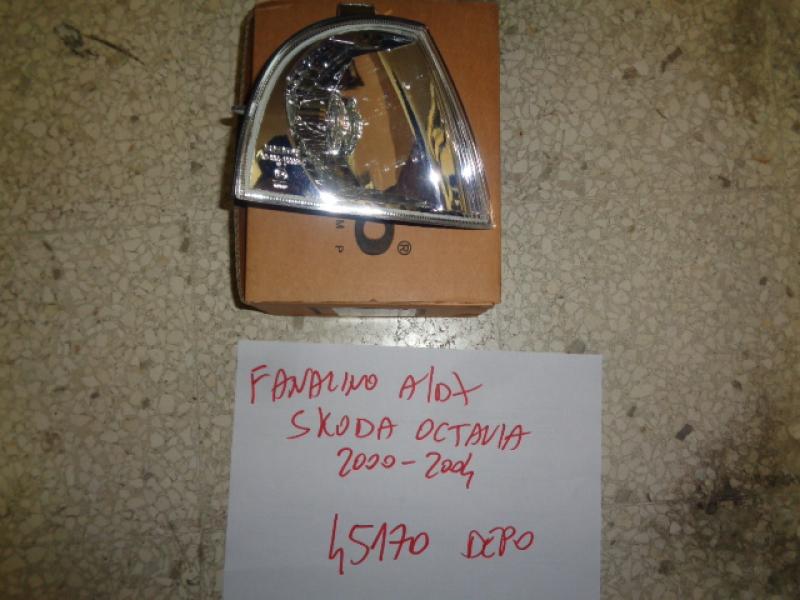 O ®
M P
FANALINO A/DX
SKODA OCTAVIA
2000-2004
45170 DEPO